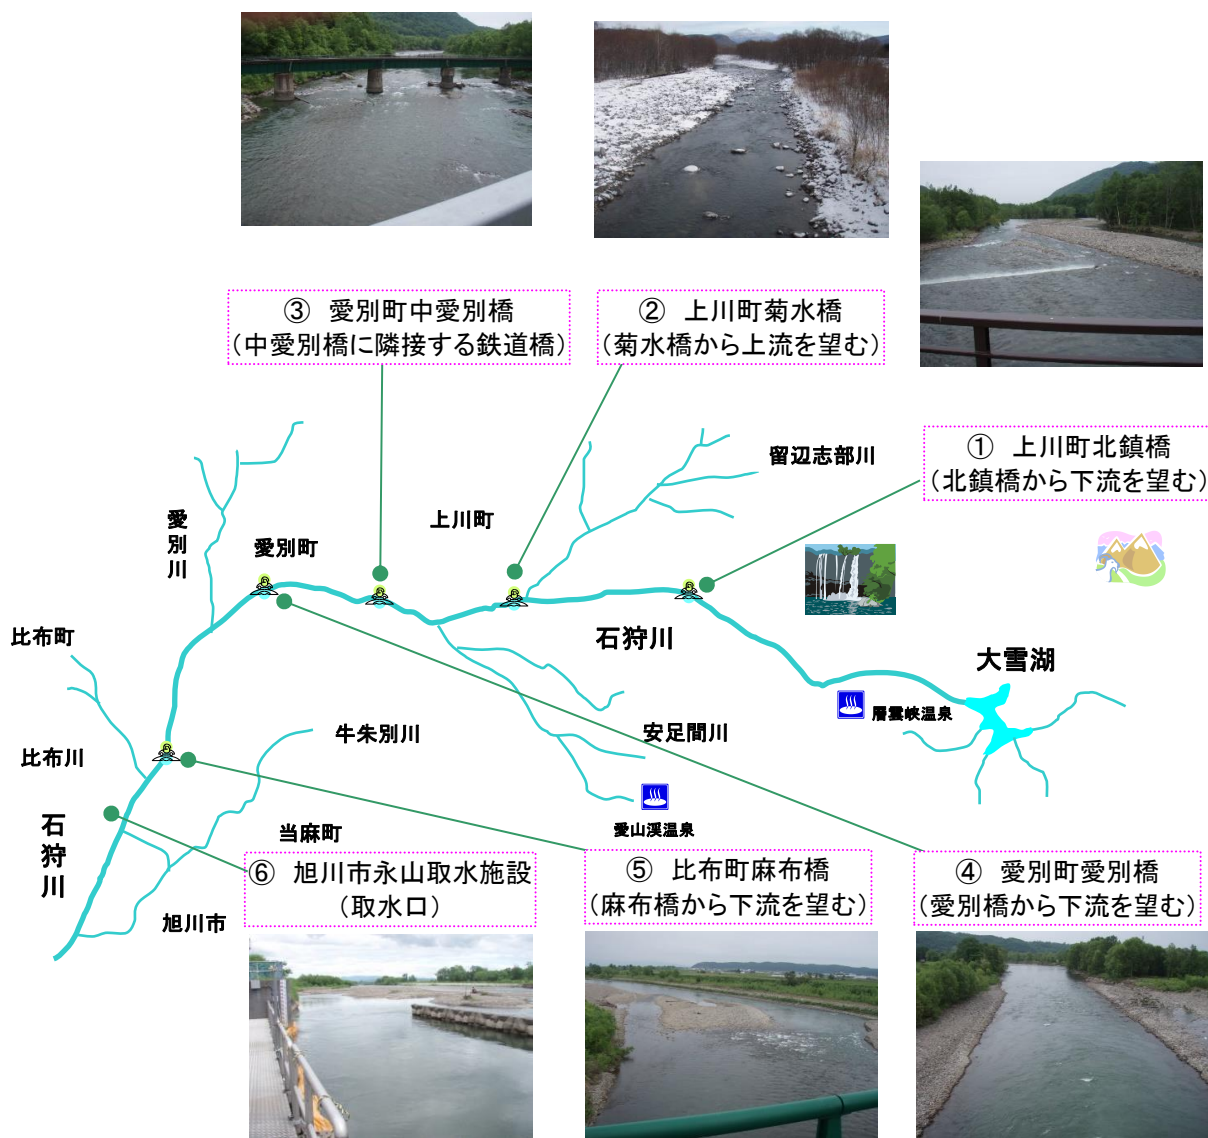 ③ 愛別町中愛別橋
(中愛別橋に隣接する鉄道橋)
② 上川町菊水橋
(菊水橋から上流を望む)
① 上川町北鎮橋
(北鎮橋から下流を望む)
留辺志部川
上川町
愛別川
愛別町
石狩川
大雪湖
比布町
層雲峡温泉
安足間川
牛朱別川
比布川
愛山渓温泉
当麻町
石狩川
旭川市
⑥ 旭川市永山取水施設
(取水口)
⑤ 比布町麻布橋
(麻布橋から下流を望む)
④ 愛別町愛別橋
(愛別橋から下流を望む)